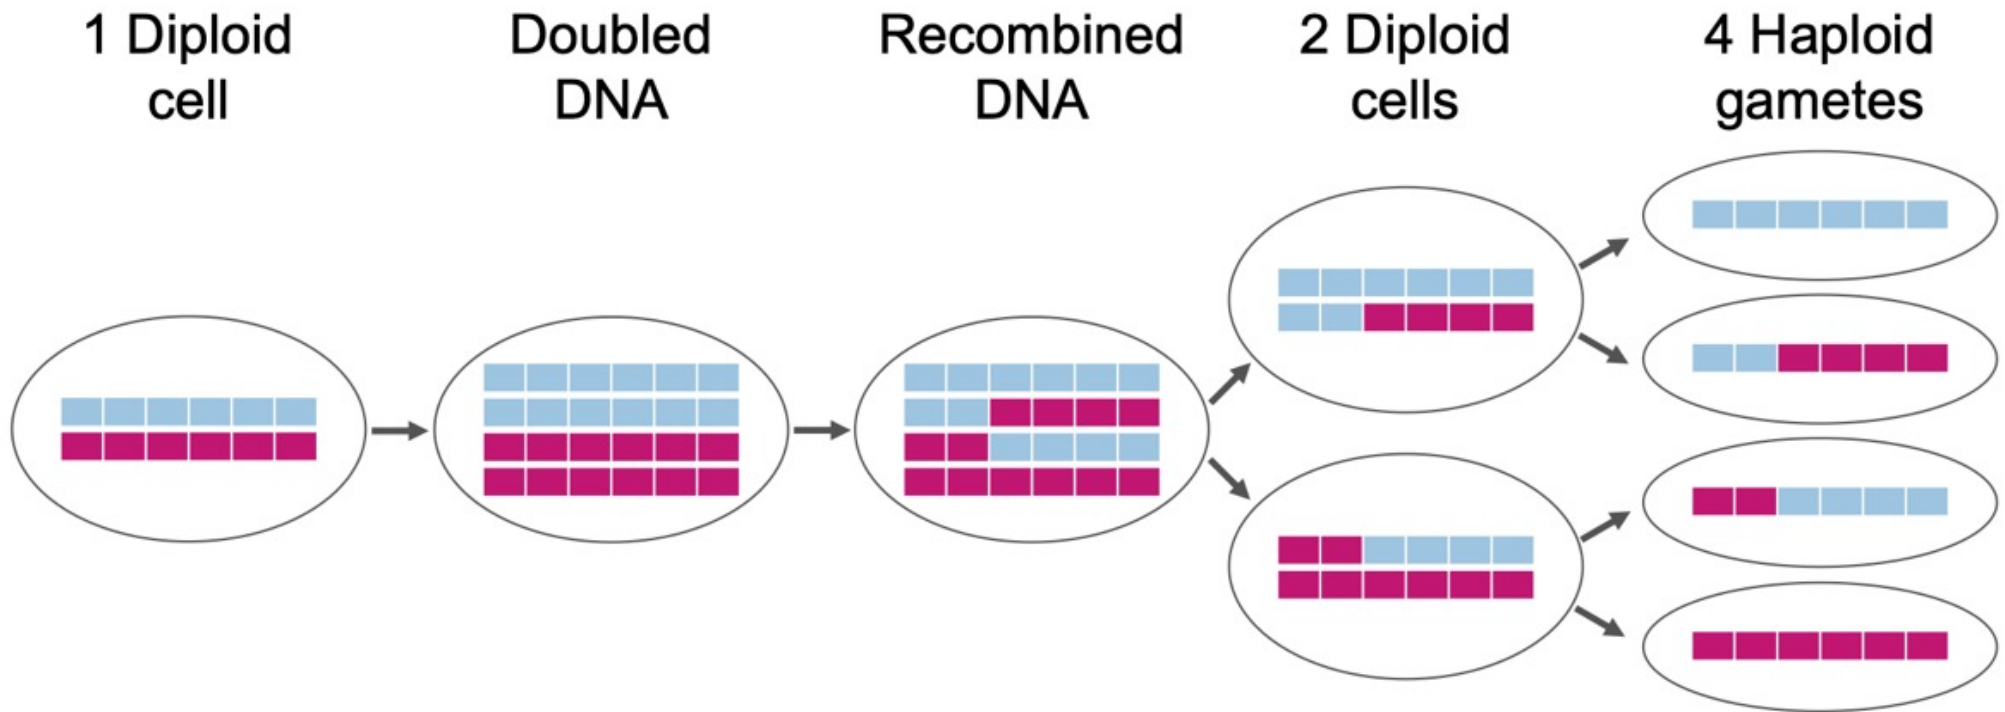 1 Diploid
cell
Doubled
DNA
Recombined
DNA
2 Diploid
cells
4 Haploid
gametes